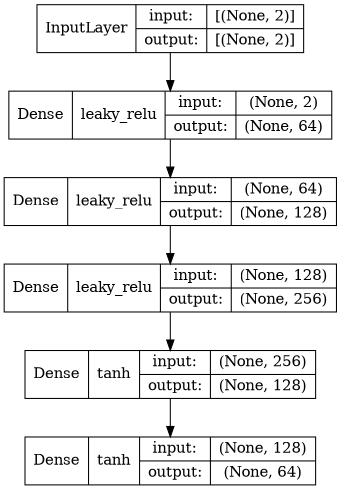 InputLayer input: [(None, 2)]
output: [(None, 2)]
Dense leaky_relu input: (None, 2)
output: (None, 64)
Dense leaky_relu input: (None, 64)
output: (None, 128)
Dense leaky_relu input: (None, 128)
output: (None, 256)
Dense tanh input: (None, 256)
output: (None, 128)
Dense tanh input: (None, 128)
output: (None, 64)